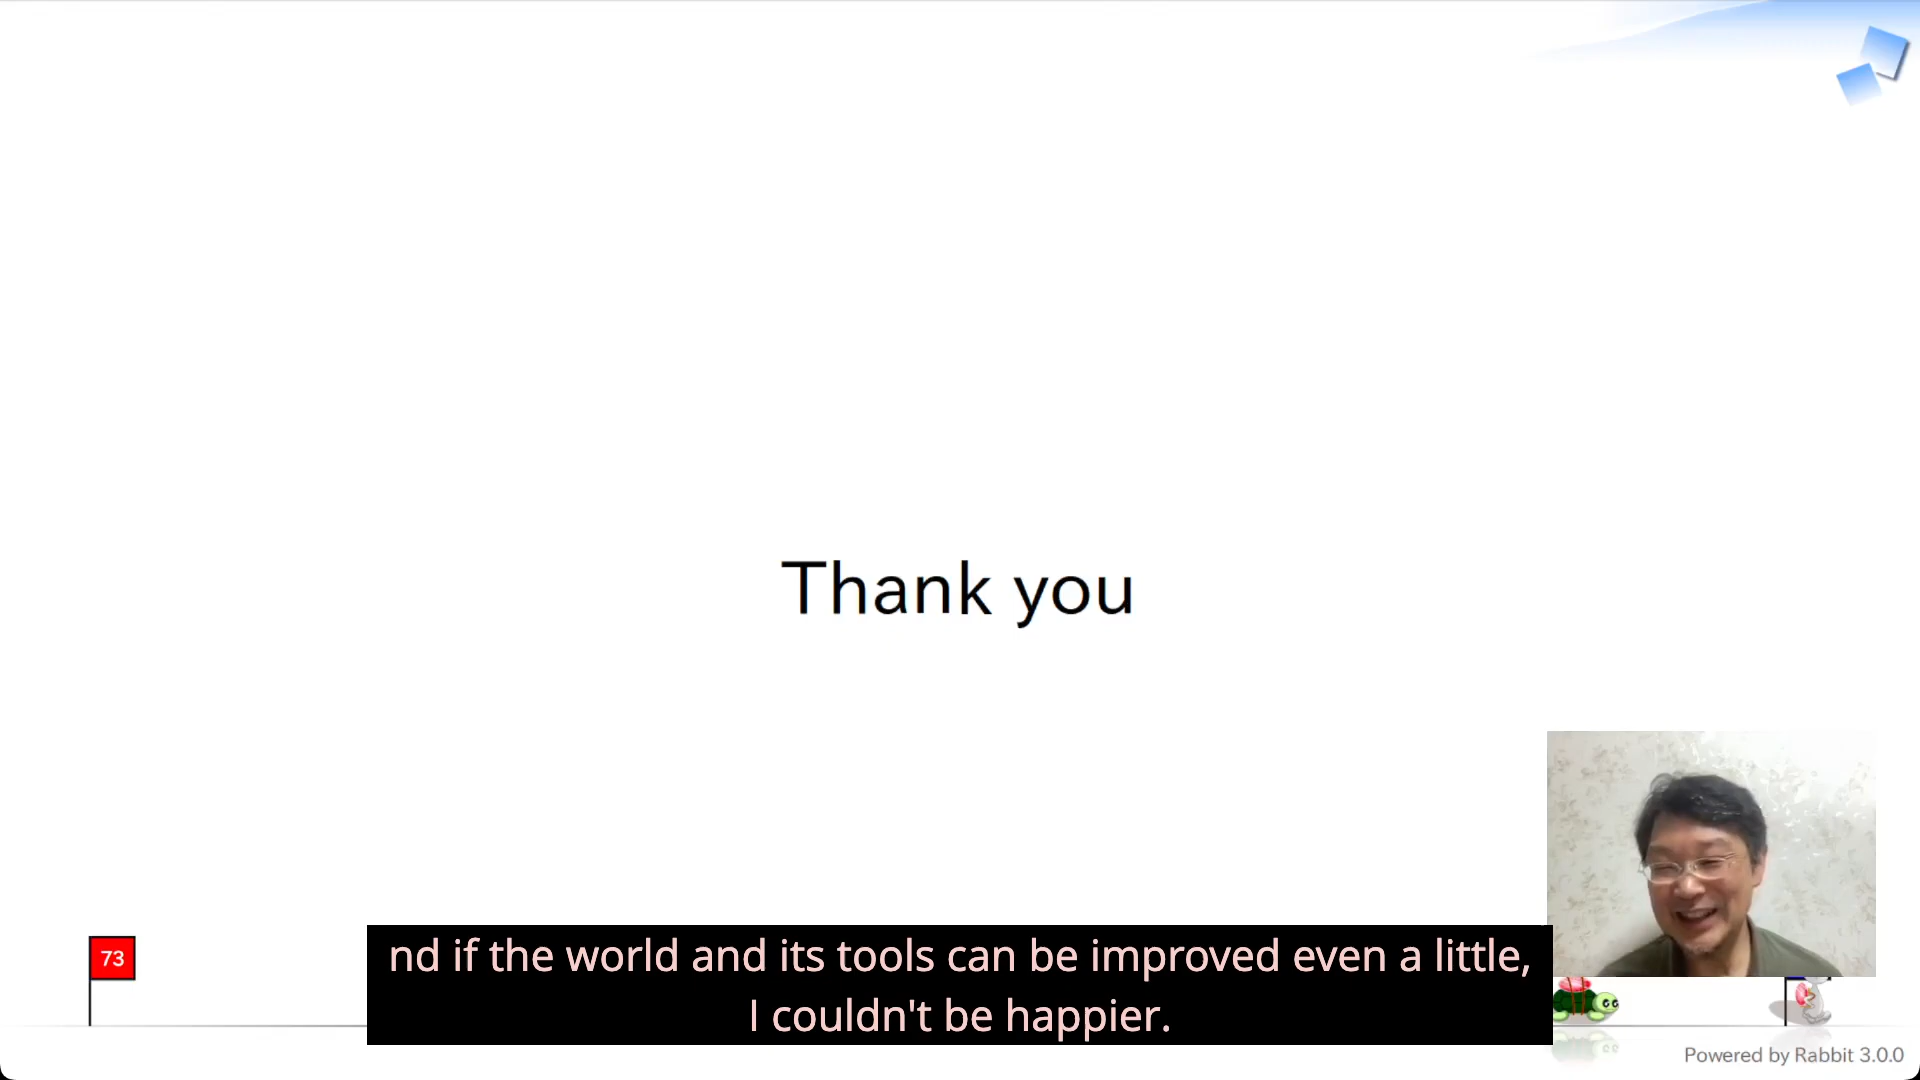 Thank you
73
nd if the world and its tools can be improved even a little,
I couldn't be happier.
Powered by Rabbit 3.0.0